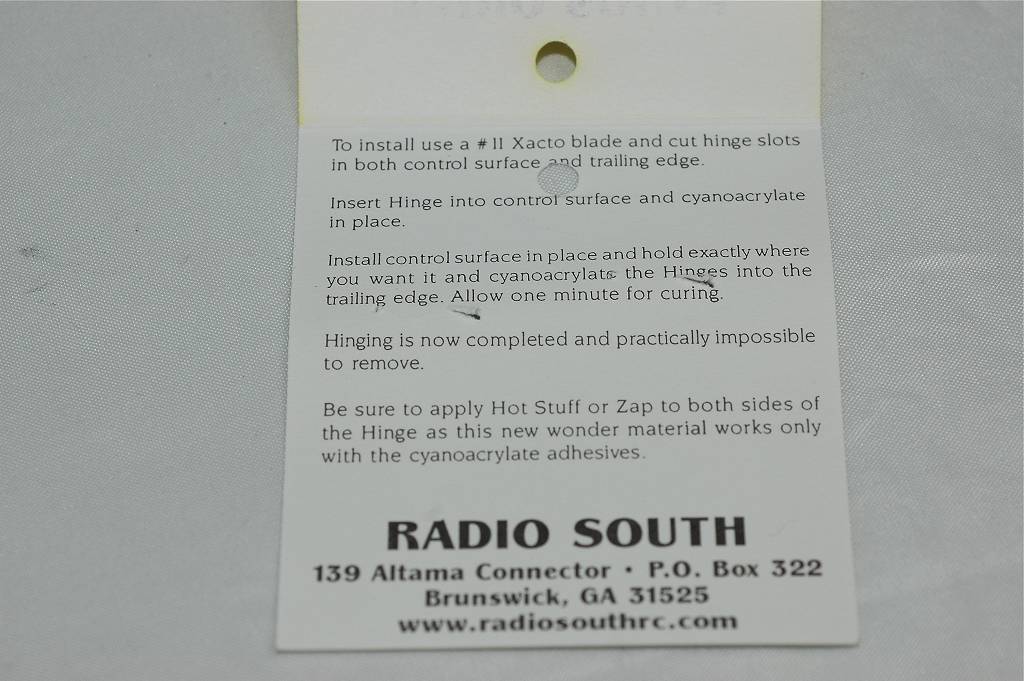 To install use a #11 Xacto blade and cut hinge slots
in both control surface and trailing edge.
Insert Hinge into control surface and cyanoacrylate
in place.
Install control surface in place and hold exactly where
you want it and cyanoacrylate the Hinges into the
trailing edge. Allow one minute for curing.
Hinging is now completed and practically impossible
to remove.
Be sure to apply Hot Stuff or Zap to both sides of
the Hinge as this new wonder material works only
with the cyanoacrylate adhesives.
RADIO SOUTH
139 Altama Connector • P.O. Box 322
Brunswick, GA 31525
www.radiosouthrc.com